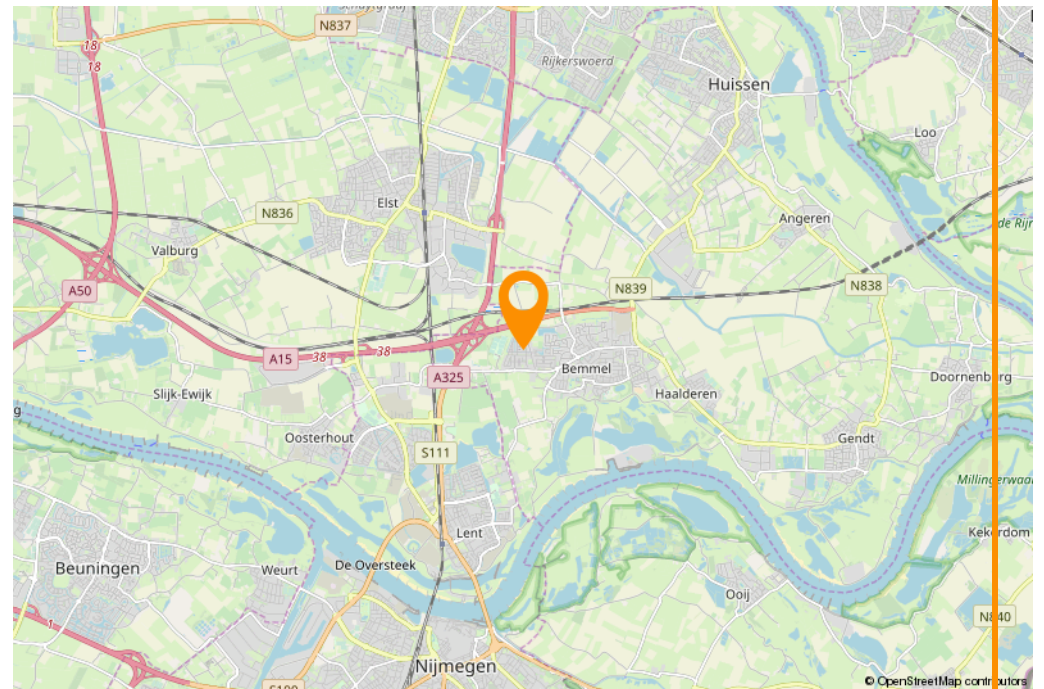 N837
18
18
Rijkerswoerd
Huissen
Loo
Elst
N836
Angeren
de Rijn
Valburg
A50
N839
N838
A15
38
38
A325
Bemmel
Doornenburg
Slijk-Ewijk
Haalderen
Oosterhout
Gendt
S111
Millingerwaard
Lent
Kekerdom
Beuningen
Weurt
De Oversteek
Ooij
N840
1
Nijmegen
S100
© OpenStreetMap contributors